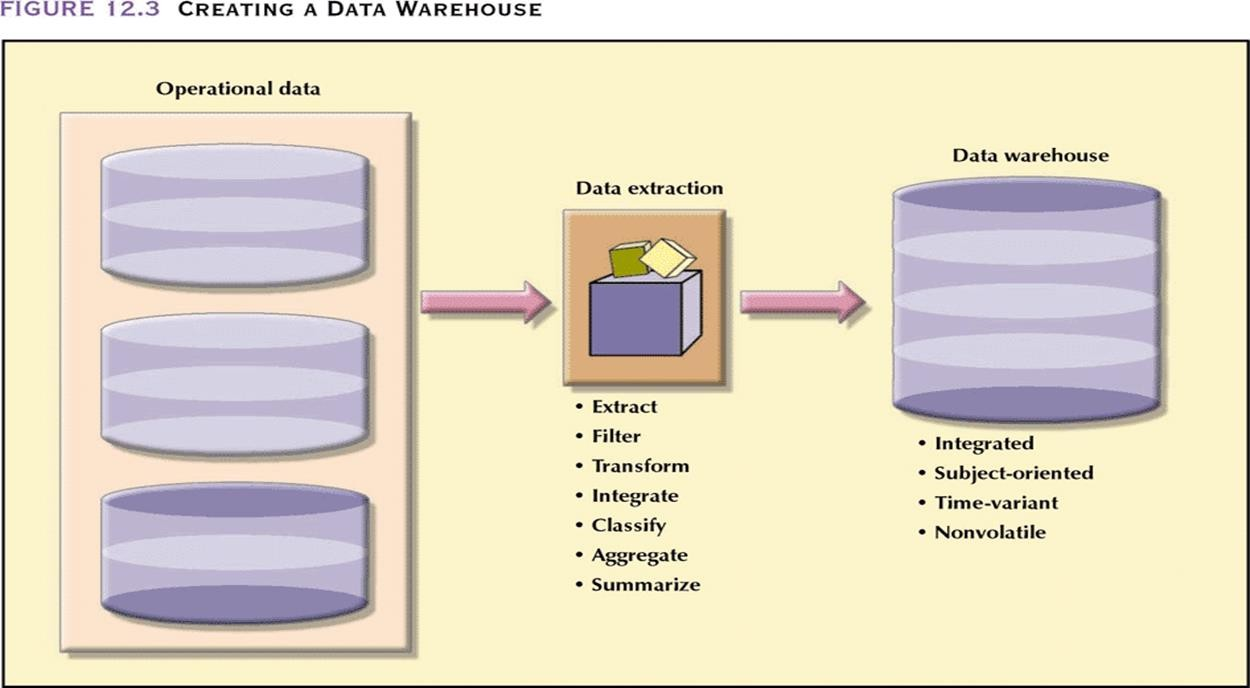 FIGURE 12.3 CREATING A DATA WAREHOUSE
Operational data
Data extraction
• Extract
• Filter
• Transform
• Integrate
• Classify
• Aggregate
• Summarize
Data warehouse
• Integrated
• Subject-oriented
• Time-variant
• Nonvolatile